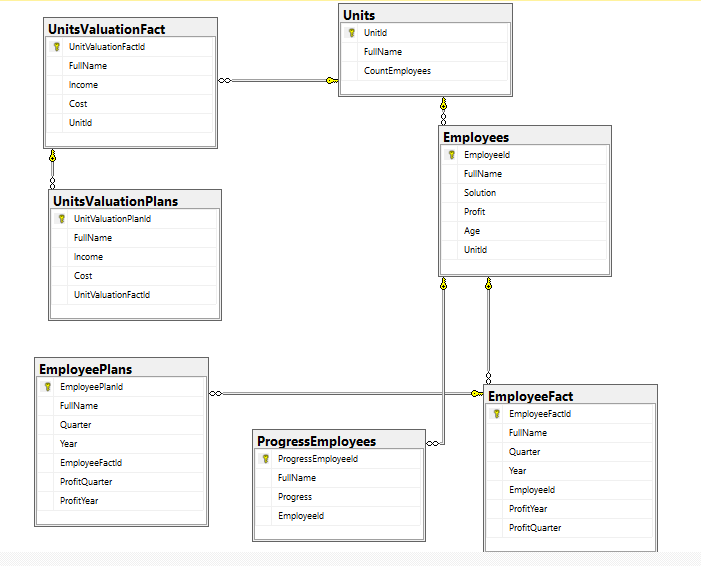 UnitsValuationFact
UnitValuationFactId
FullName
Income
Cost
UnitId
Units
UnitId
FullName
CountEmployees
Employees
EmployeeId
FullName
Solution
Profit
Age
UnitId
UnitsValuationPlans
UnitValuationPlanId
FullName
Income
Cost
UnitValuationFactId
EmployeePlans
EmployeePlanId
FullName
Quarter
Year
EmployeeFactId
ProfitQuarter
ProfitYear
ProgressEmployees
ProgressEmployeeId
FullName
Progress
EmployeeId
EmployeeFact
EmployeeFactId
FullName
Quarter
Year
EmployeeId
ProfitYear
ProfitQuarter